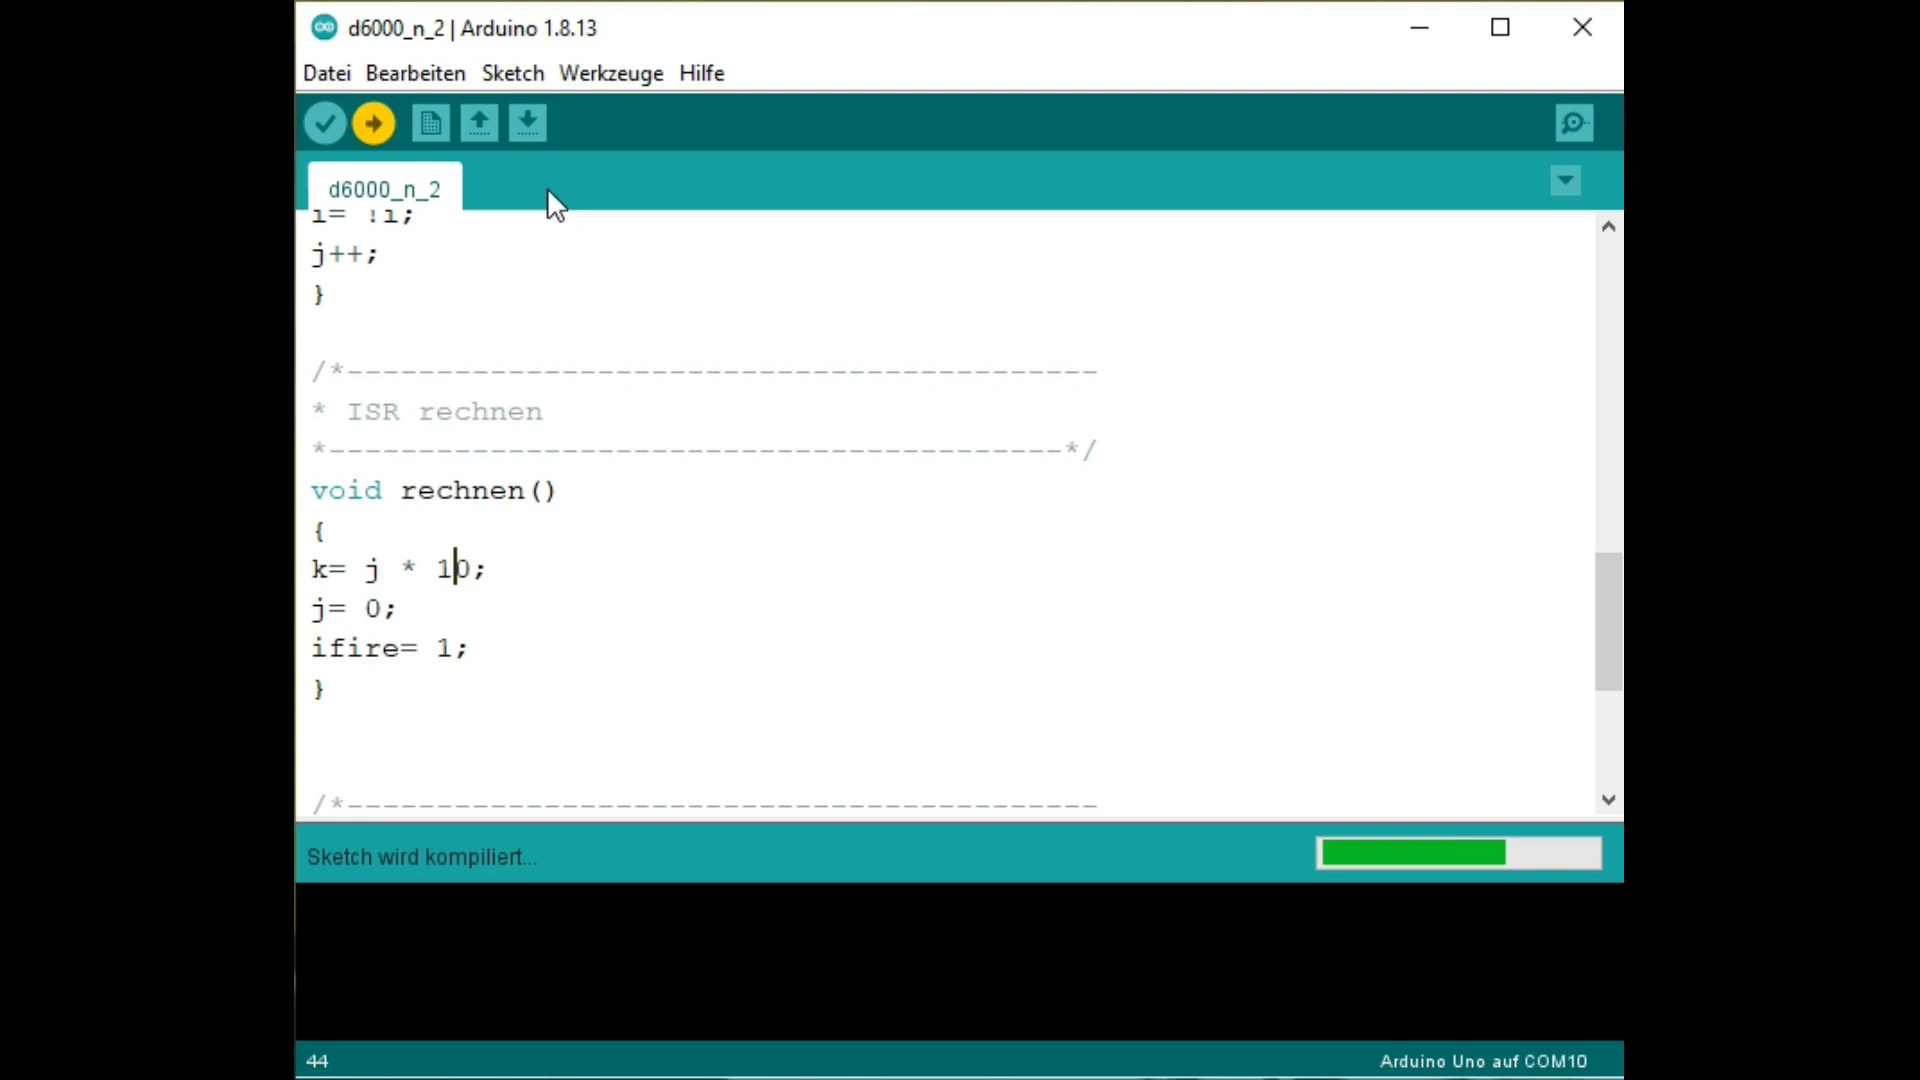 d6000_n_2 | Arduino 1.8.13
Datei Bearbeiten Sketch Werkzeuge Hilfe
d6000_n_2
i= !i;
j++;
}
/*------------------------------------------
* ISR rechnen
*-----------------------------------------*/
void rechnen()
{
k= j * 10;
j= 0;
ifire= 1;
}
/*------------------------------------------
Sketch wird kompiliert...
44
Arduino Uno auf COM10